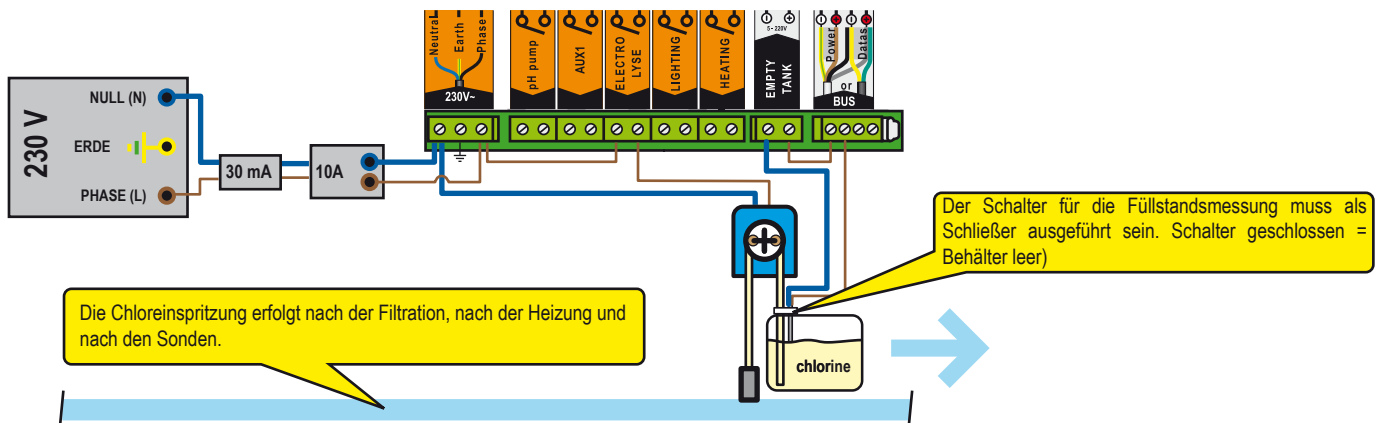 Neutral
Earth
Phase
230V~
pH pump
AUX1
ELECTRO
LYSE
LIGHTING
HEATING
5 - 220V
EMPTY
TANK
Power
Datas
or
BUS
230 V
NULL (N)
ERDE
PHASE (L)
30 mA
10A
Der Schalter für die Füllstandsmessung muss als
Schließer ausgeführt sein. Schalter geschlossen =
Behälter leer)
Die Chloreinspritzung erfolgt nach der Filtration, nach der Heizung und
nach den Sonden.
chlorine